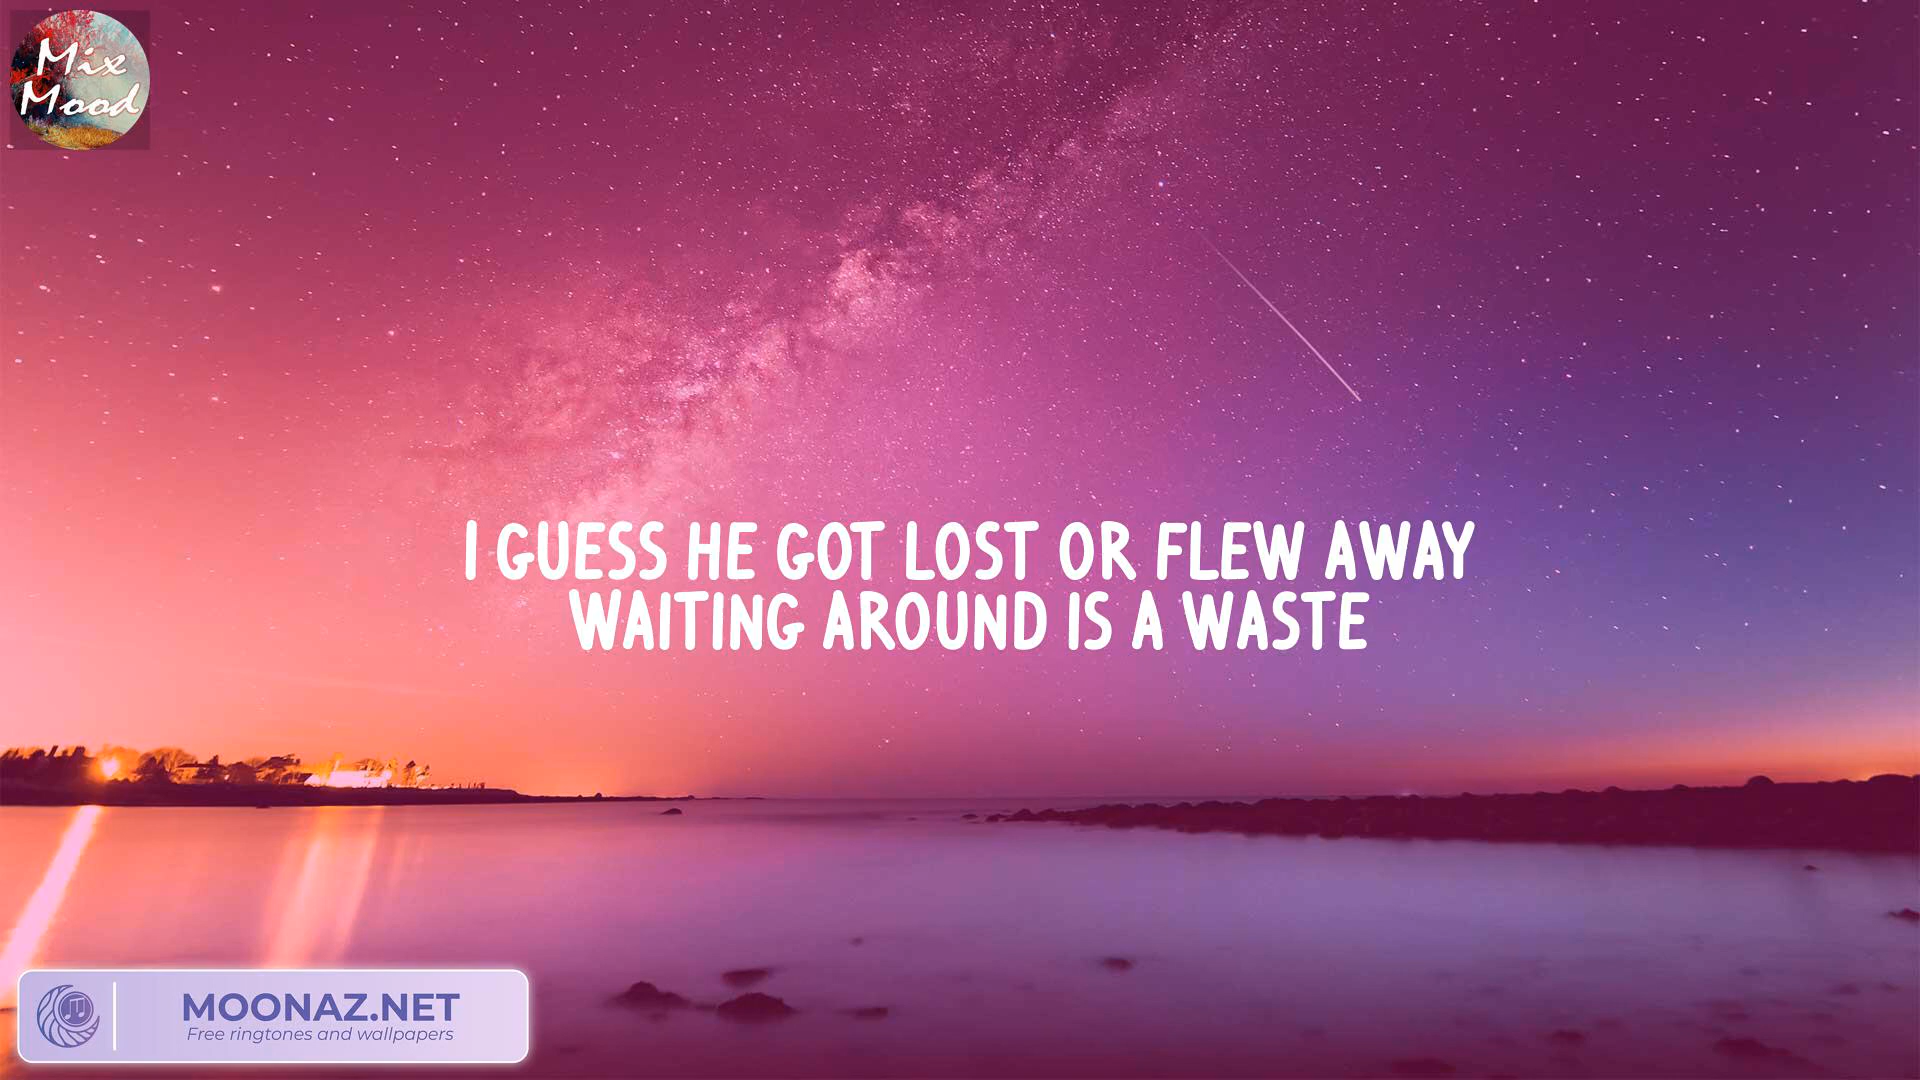 Mix
Mood
I GUESS HE GOT LOST OR FLEW AWAY
WAITING AROUND IS A WASTE
MOONAZ.NET
Free ringtones and wallpapers